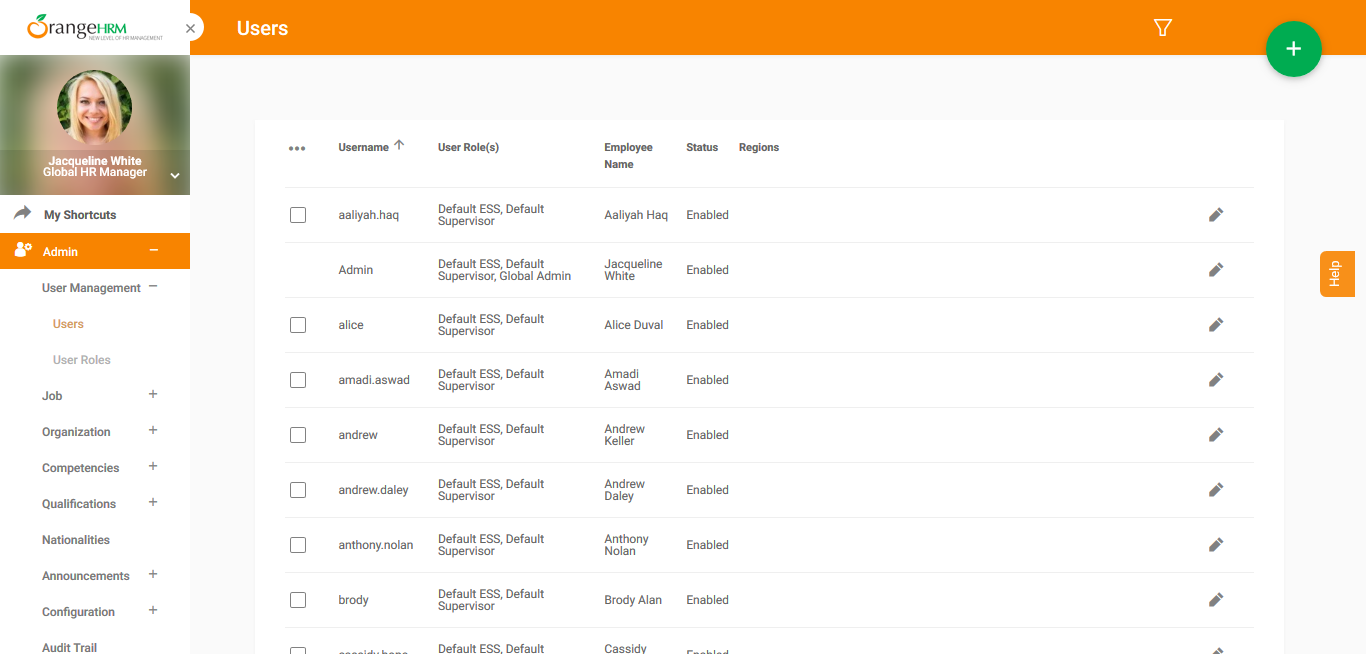 OrangeHRM
NEW LEVEL OF HR MANAGEMENT
Users
Jacqueline White
Global HR Manager
My Shortcuts
Admin
User Management
Users
User Roles
Job
Organization
Competencies
Qualifications
Nationalities
Announcements
Configuration
Audit Trail
Username User Role(s) Employee Name Status Regions
aaliyah.haq Default ESS, Default Supervisor Aaliyah Haq Enabled
Admin Default ESS, Default Supervisor, Global Admin Jacqueline White Enabled
alice Default ESS, Default Supervisor Alice Duval Enabled
amadi.aswad Default ESS, Default Supervisor Amadi Aswad Enabled
andrew Default ESS, Default Supervisor Andrew Keller Enabled
andrew.daley Default ESS, Default Supervisor Andrew Daley Enabled
anthony.nolan Default ESS, Default Supervisor Anthony Nolan Enabled
brody Default ESS, Default Supervisor Brody Alan Enabled
Default ESS, Default Cassidy Enabled
Help